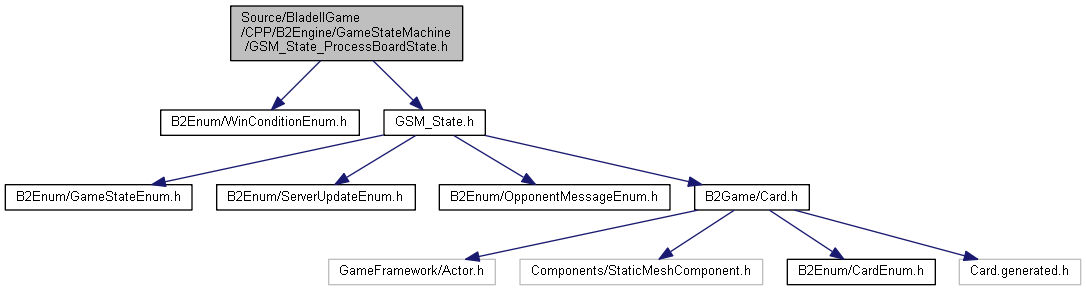 Source/BladeIIGame
/CPP/B2Engine/GameStateMachine
/GSM_State_ProcessBoardState.h
B2Enum/WinConditionEnum.h
GSM_State.h
B2Enum/GameStateEnum.h
B2Enum/ServerUpdateEnum.h
B2Enum/OpponentMessageEnum.h
B2Game/Card.h
GameFramework/Actor.h
Components/StaticMeshComponent.h
B2Enum/CardEnum.h
Card.generated.h